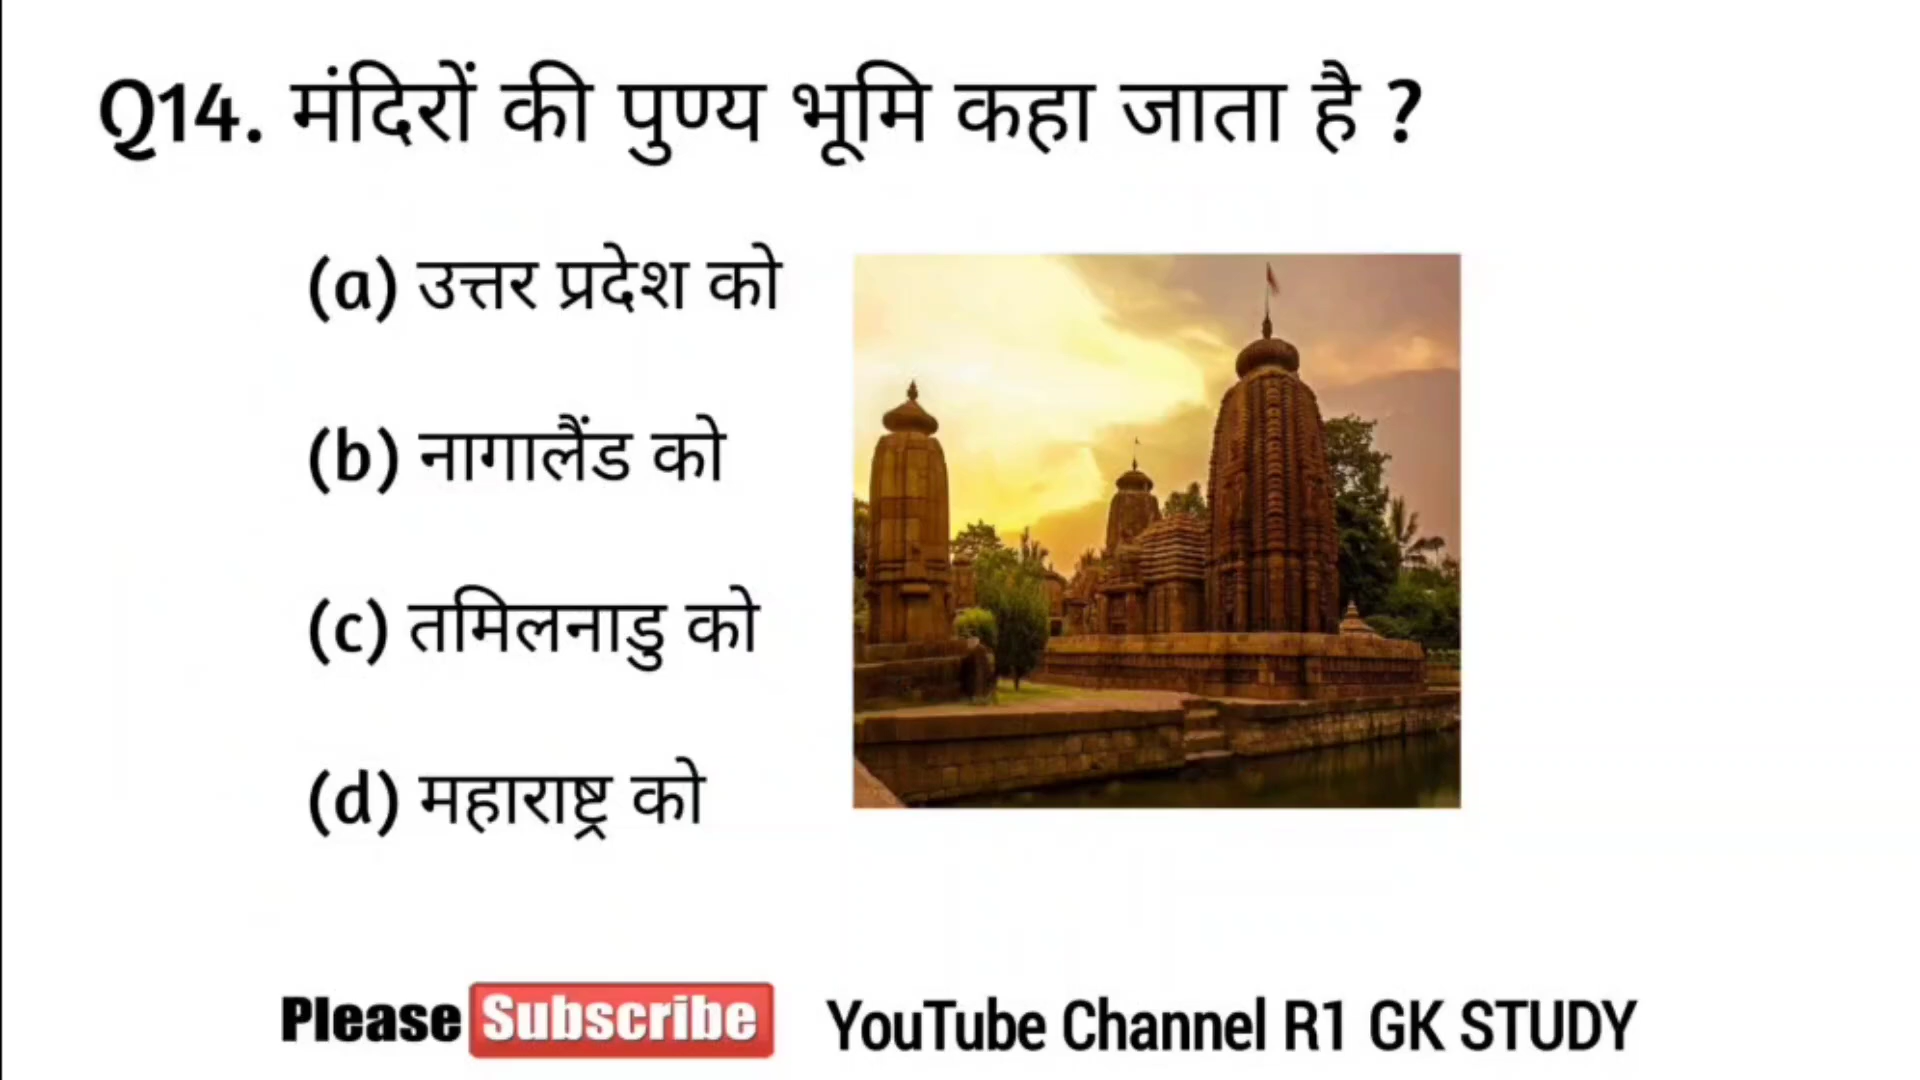 Q14. मंदिरों की पुण्य भूमि कहा जाता है ?
(a) उत्तर प्रदेश को
(b) नागालैंड को
(c) तमिलनाडु को
(d) महाराष्ट्र को
Please Subscribe YouTube Channel R1 GK STUDY